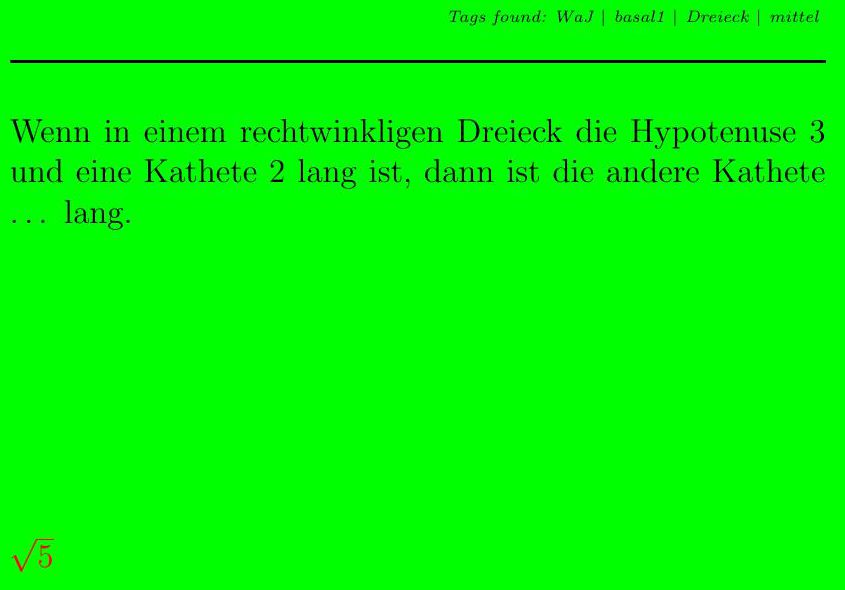 Tags found: WaJ | basal1 | Dreieck | mittel
Wenn in einem rechtwinkligen Dreieck die Hypotenuse 3
und eine Kathete 2 lang ist, dann ist die andere Kathete
... lang.
√5